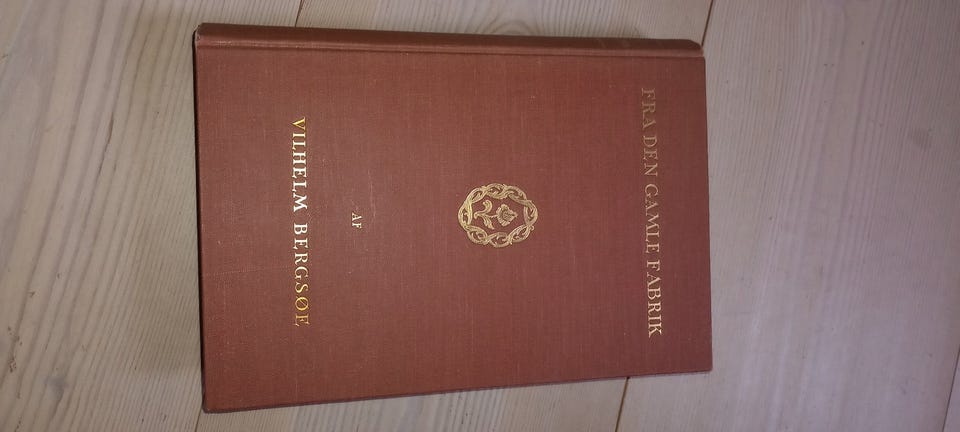 FRA DEN GAMLE FABRIK
AF
VILHELM BERGSØE